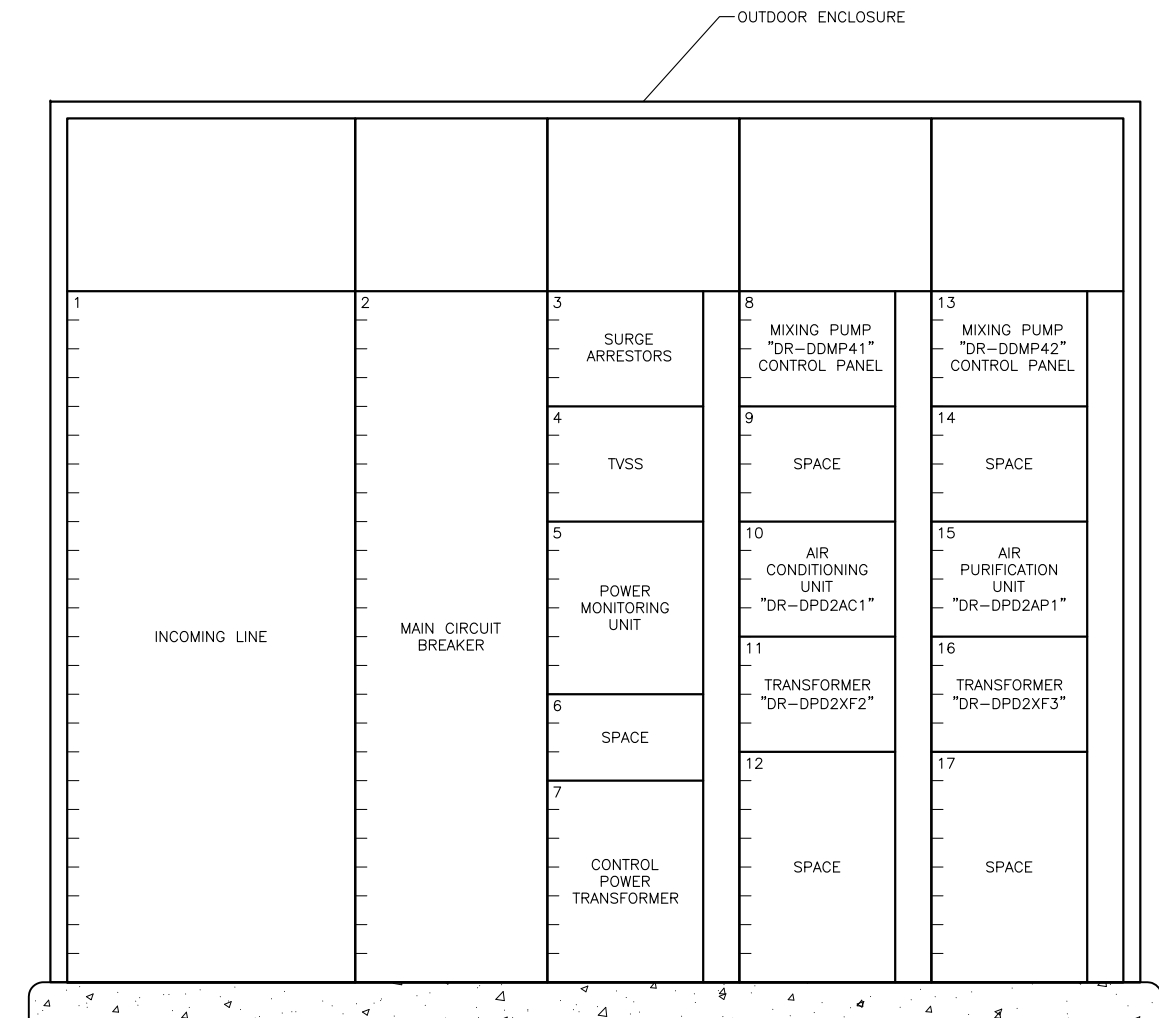 OUTDOOR ENCLOSURE
1
INCOMING LINE
2
MAIN CIRCUIT
BREAKER
3
SURGE
ARRESTORS
4
TVSS
5
POWER
MONITORING
UNIT
6
SPACE
7
CONTROL
POWER
TRANSFORMER
8
MIXING PUMP
"DR-DDMP41"
CONTROL PANEL
9
SPACE
10
AIR
CONDITIONING
UNIT
"DR-DPD2AC1"
11
TRANSFORMER
"DR-DPD2XF2"
12
SPACE
13
MIXING PUMP
"DR-DDMP42"
CONTROL PANEL
14
SPACE
15
AIR
PURIFICATION
UNIT
"DR-DPD2AP1"
16
TRANSFORMER
"DR-DPD2XF3"
17
SPACE